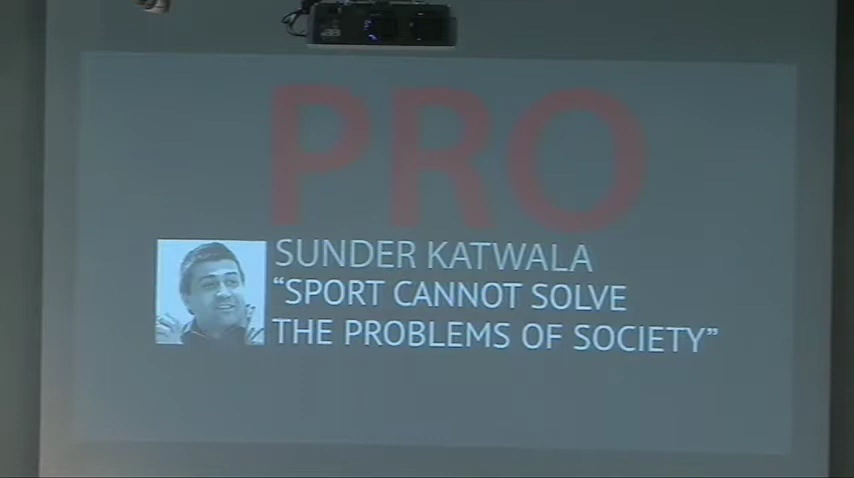 PRO
SUNDER KATWALA
“SPORT CANNOT SOLVE
THE PROBLEMS OF SOCIETY”